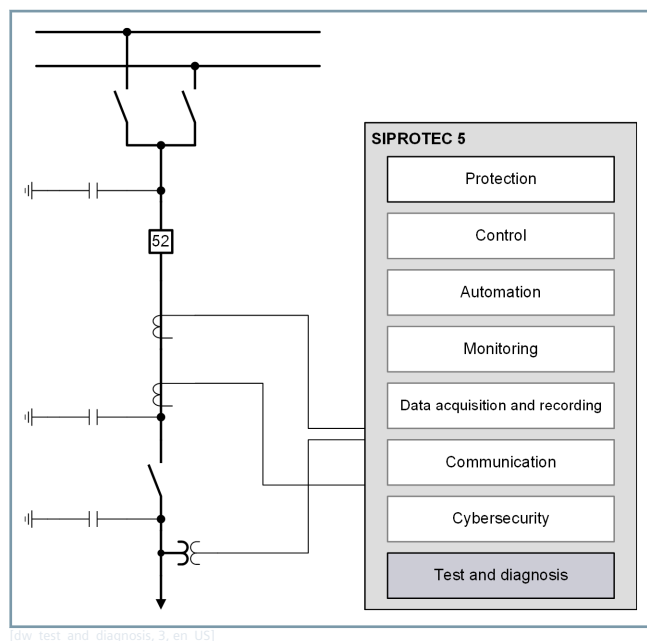 SIPROTEC 5
Protection
Control
52
Automation
Monitoring
Data acquisition and recording
Communication
Cybersecurity
Test and diagnosis
[dw_test_and_diagnosis, 3, en_US]